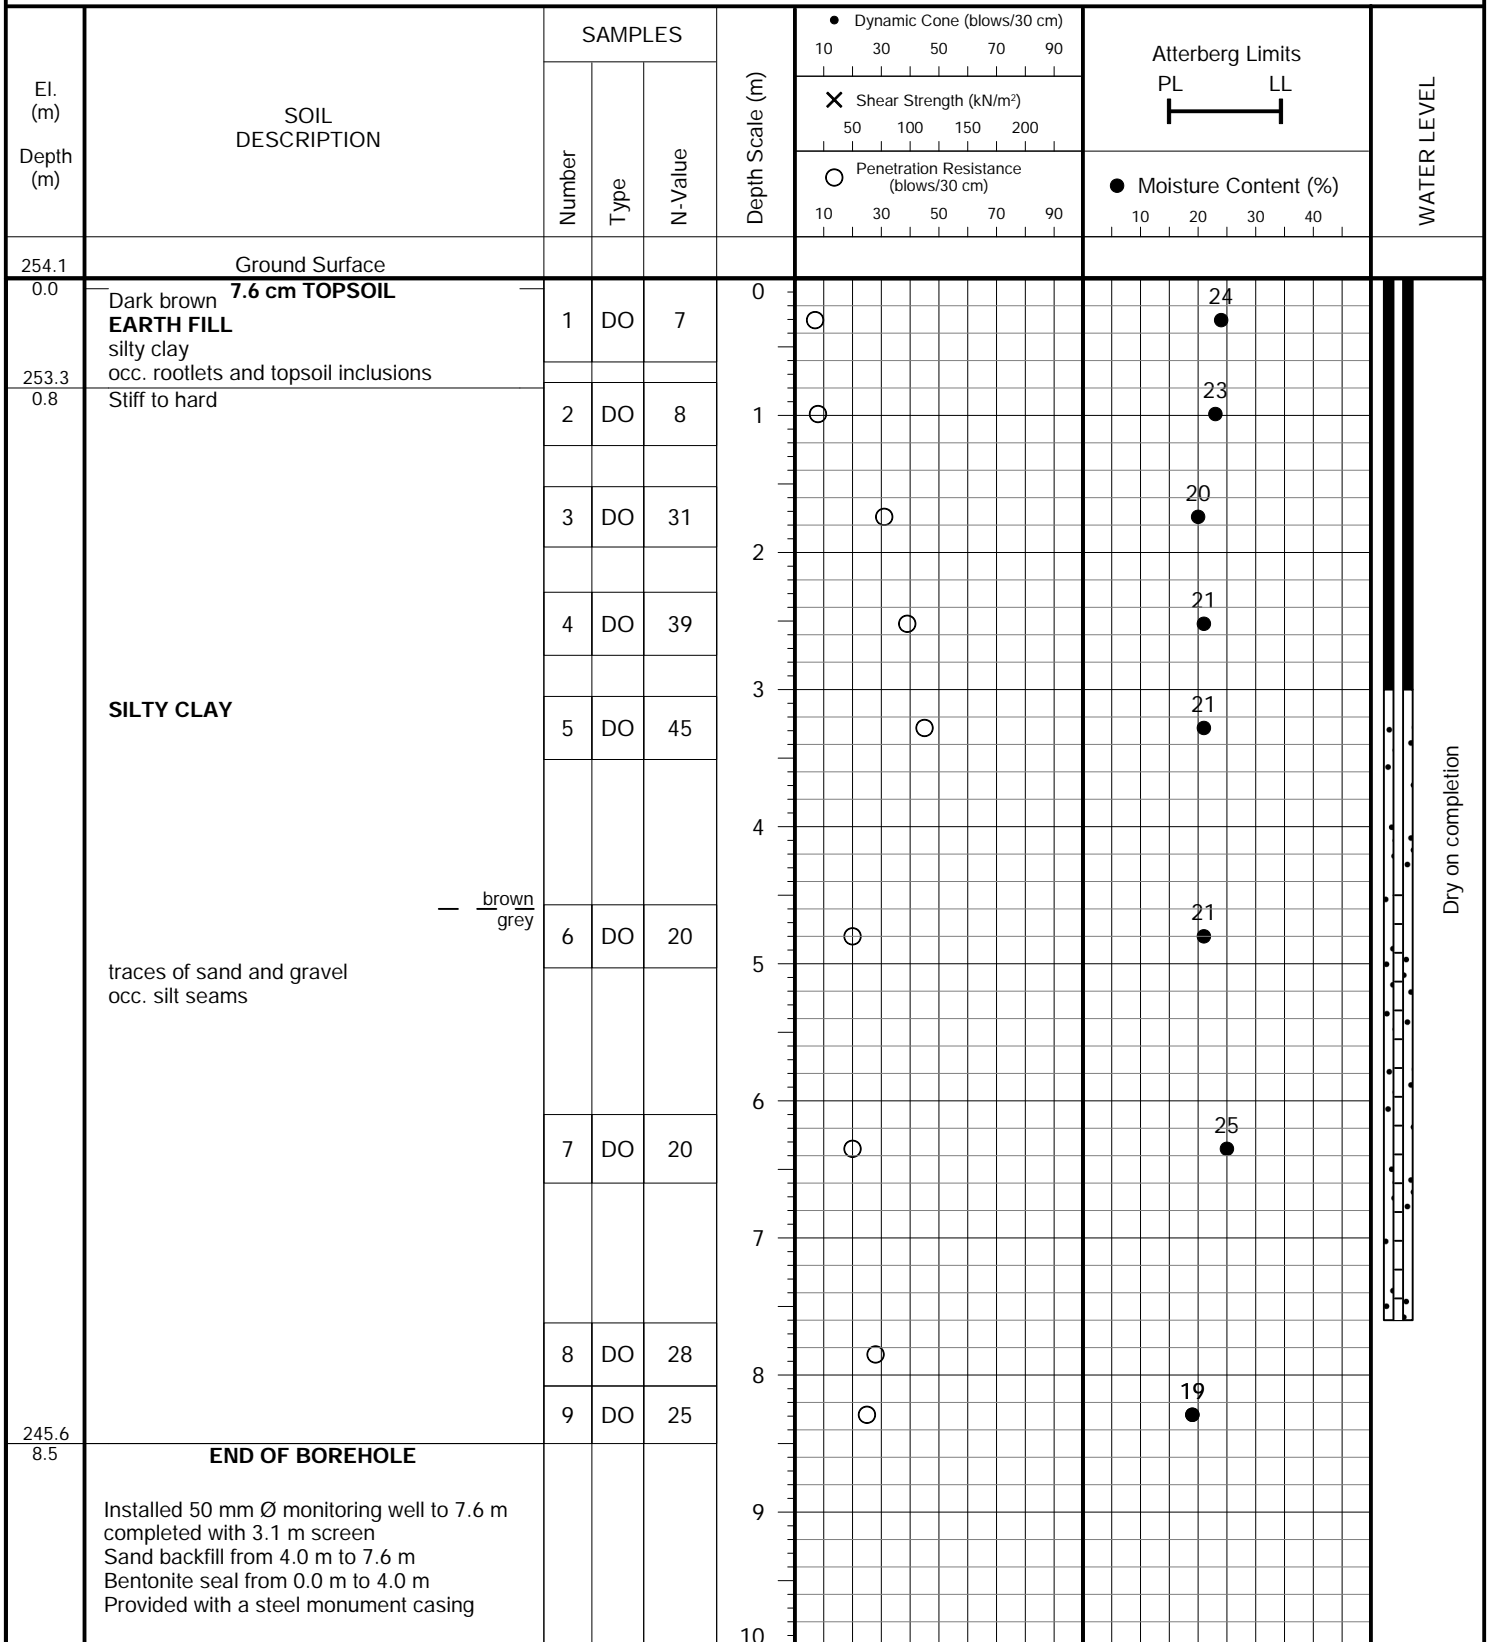 El.
(m)
Depth
(m)
SOIL
DESCRIPTION
SAMPLES
Number
Type
N-Value
Depth Scale (m)
Dynamic Cone (blows/30 cm)
10 30 50 70 90
Shear Strength (kN/m²)
50 100 150 200
Penetration Resistance
(blows/30 cm)
10 30 50 70 90
Atterberg Limits
PL LL
Moisture Content (%)
10 20 30 40
WATER LEVEL
254.1 Ground Surface
0.0 7.6 cm TOPSOIL
Dark brown
EARTH FILL
silty clay
occ. rootlets and topsoil inclusions
1 DO 7
0
24
253.3
0.8 Stiff to hard
2 DO 8
1
23
3 DO 31
20
2
4 DO 39
21
3
SILTY CLAY
5 DO 45
21
4
Dry on completion
brown
grey
6 DO 20
21
5
traces of sand and gravel
occ. silt seams
6
7 DO 20
25
7
8 DO 28
8
9 DO 25
19
245.6
8.5 END OF BOREHOLE
Installed 50 mm Ø monitoring well to 7.6 m
completed with 3.1 m screen
Sand backfill from 4.0 m to 7.6 m
Bentonite seal from 0.0 m to 4.0 m
Provided with a steel monument casing
9
10